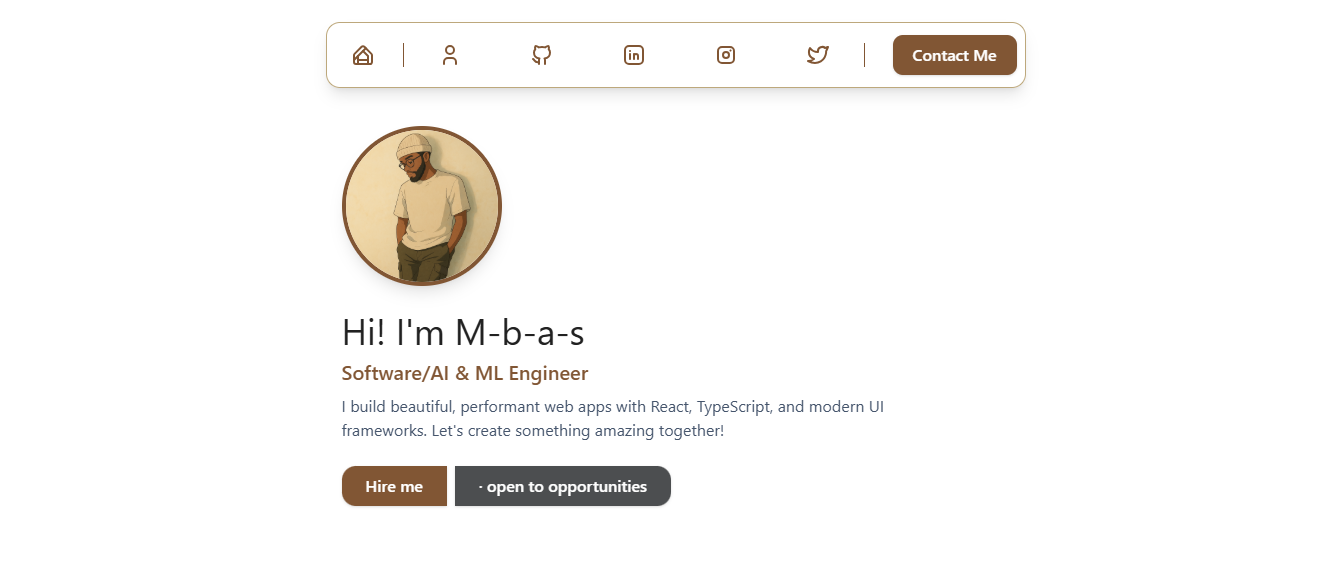 Contact Me
Hi! I'm M-b-a-s
Software/AI & ML Engineer
I build beautiful, performant web apps with React, TypeScript, and modern UI
frameworks. Let's create something amazing together!
Hire me
· open to opportunities